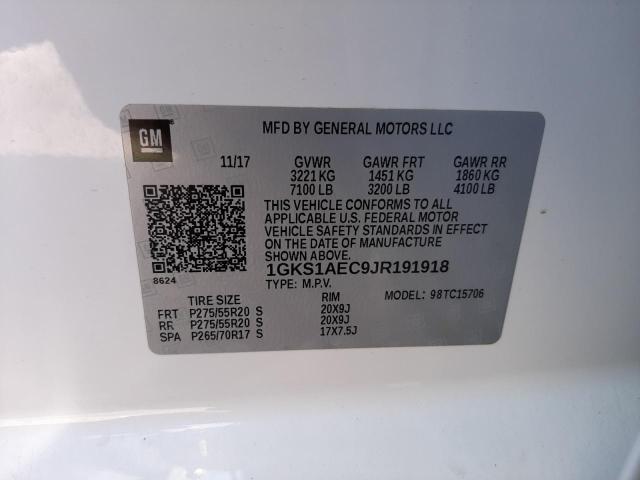 GM
MFD BY GENERAL MOTORS LLC
11/17 GVWR GAWR FRT GAWR RR
3221 KG 1451 KG 1860 KG
7100 LB 3200 LB 4100 LB
THIS VEHICLE CONFORMS TO ALL
APPLICABLE U.S. FEDERAL MOTOR
VEHICLE SAFETY STANDARDS IN EFFECT
ON THE DATE OF MANUFACTURE
SHOWN ABOVE.
1GKS1AEC9JR191918
8624
TYPE: M.P.V. MODEL: 98TC15706
TIRE SIZE RIM
FRT P275/55R20 S 20X9J
RR P275/55R20 S 20X9J
SPA P265/70R17 S 17X7.5J